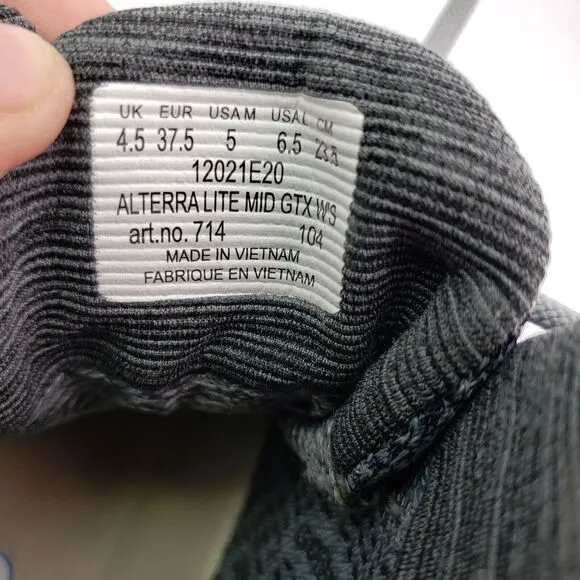 UK EUR USA M USA L CM
4.5 37.5 5 6.5 23.5
12021E20
ALTERRA LITE MID GTX W'S
art.no. 714 104
MADE IN VIETNAM
FABRIQUE EN VIETNAM